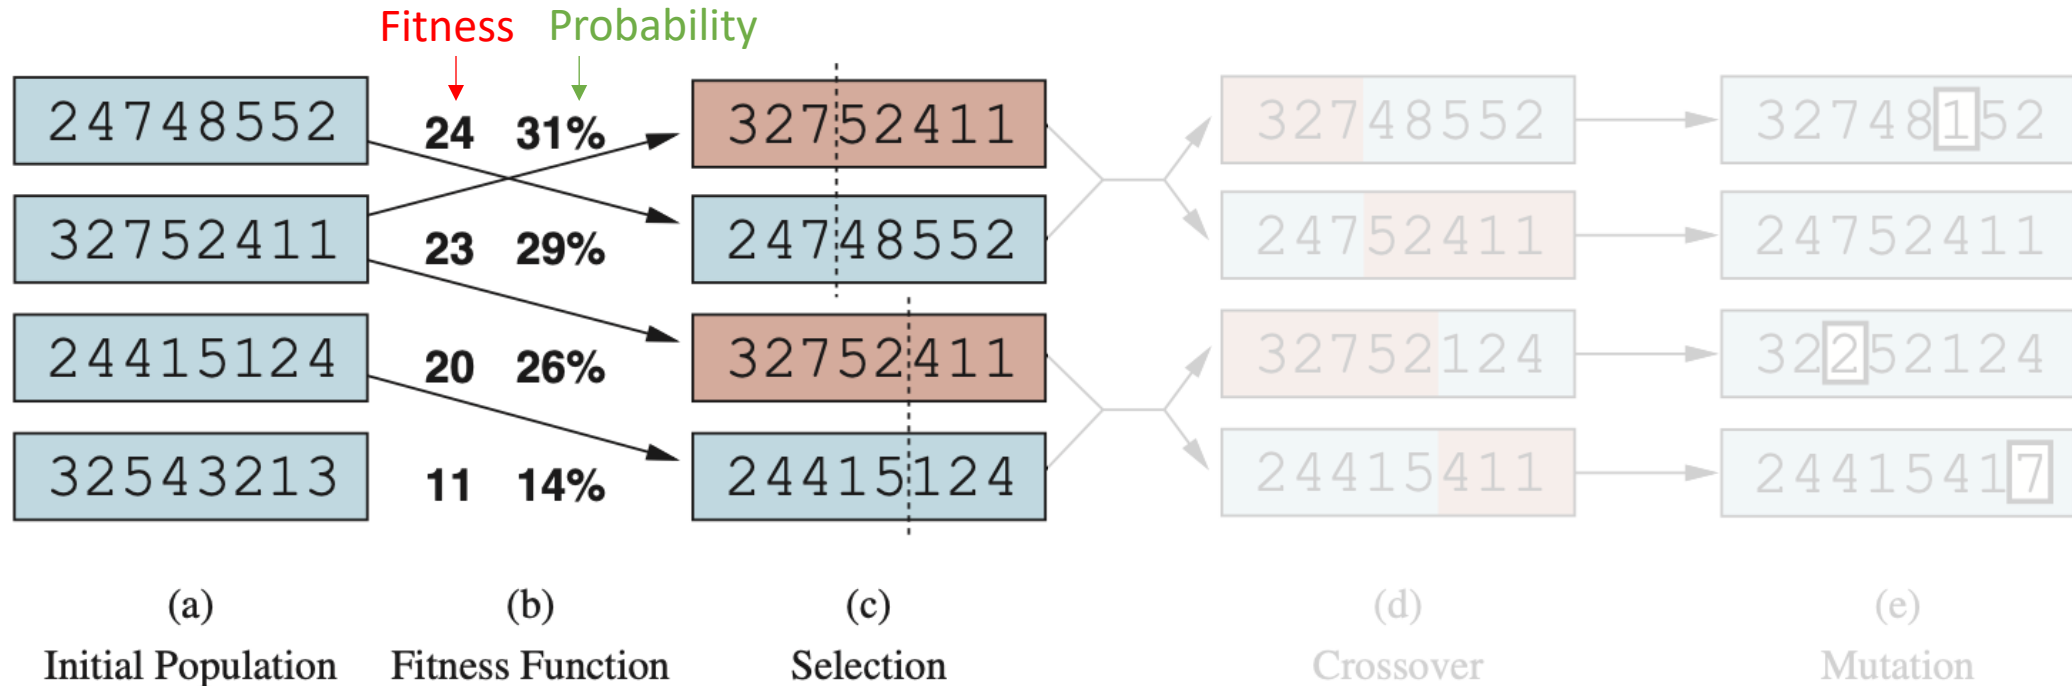 Fitness Probability
24748552 24 31% 32752411 32748552 32748152
32752411 23 29% 24748552 24752411 24752411
24415124 20 26% 32752411 32752124 32252124
32543213 11 14% 24415124 24415411 24415417
(a) (b) (c) (d) (e)
Initial Population Fitness Function Selection Crossover Mutation